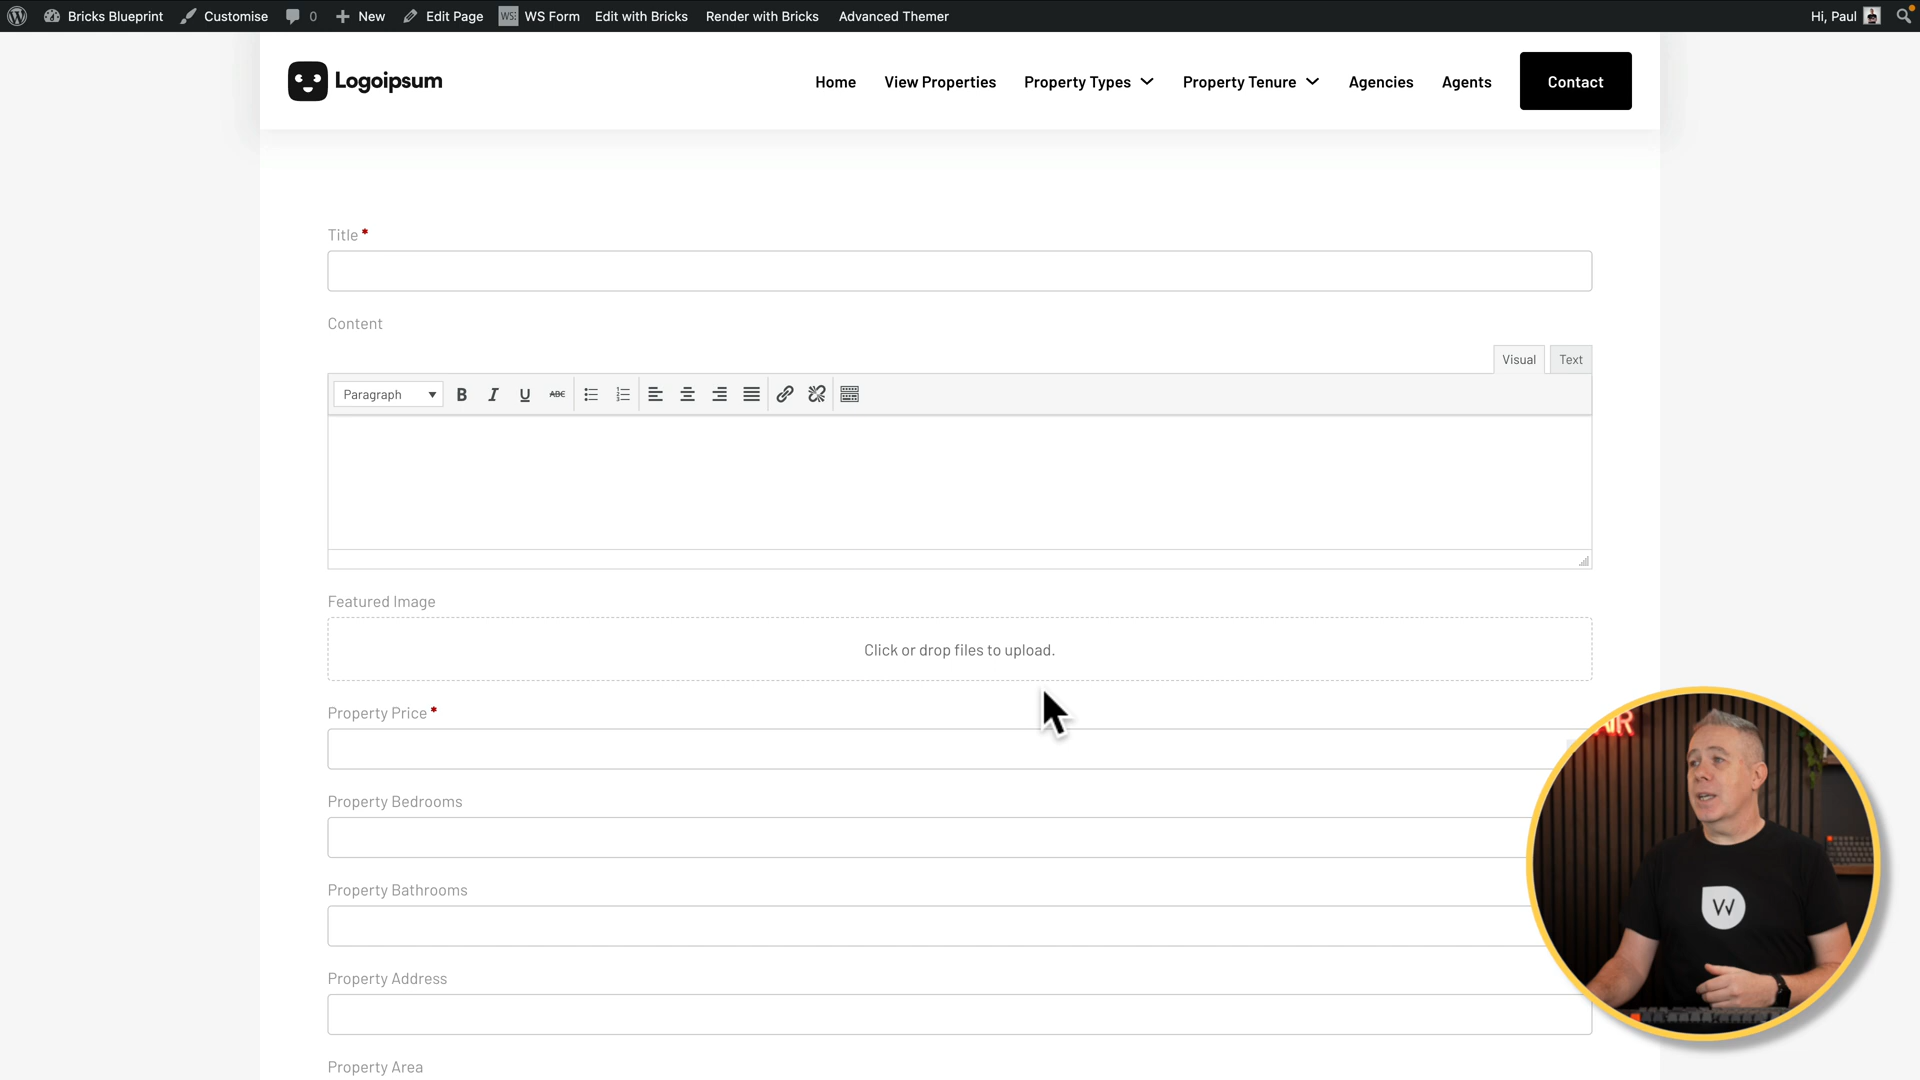 Bricks Blueprint Customise 0 New Edit Page WS Form Edit with Bricks Render with Bricks Advanced Themer Hi, Paul
Logoipsum Home View Properties Property Types Property Tenure Agencies Agents Contact
Title *
Content
Visual Text
Paragraph B I U ABC
Featured Image
Click or drop files to upload.
Property Price *
Property Bedrooms
Property Bathrooms
Property Address
Property Area